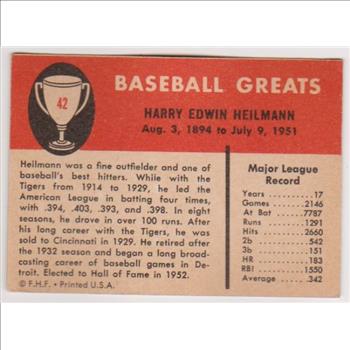 42
BASEBALL GREATS
HARRY EDWIN HEILMANN
Aug. 3, 1894 to July 9, 1951
Heilmann was a fine outfielder and one of
baseball's best hitters. While with the
Tigers from 1914 to 1929, he led the
American League in batting four times,
with .394, .403, .393, and .398. In eight
seasons, he drove in over 100 runs. After
his long career with the Tigers, he was
sold to Cincinnati in 1929. He retired after
the 1932 season and began a long broad-
casting career of baseball games in De-
troit. Elected to Hall of Fame in 1952.
© F.H.F. • Printed U.S.A.
Major League
Record
Years ..... 17
Games ..... 2146
At Bat ..... 7787
Runs ..... 1291
Hits ..... 2660
2b ..... 542
3b ..... 151
HR ..... 183
RBI ..... 1550
Average ..... .342